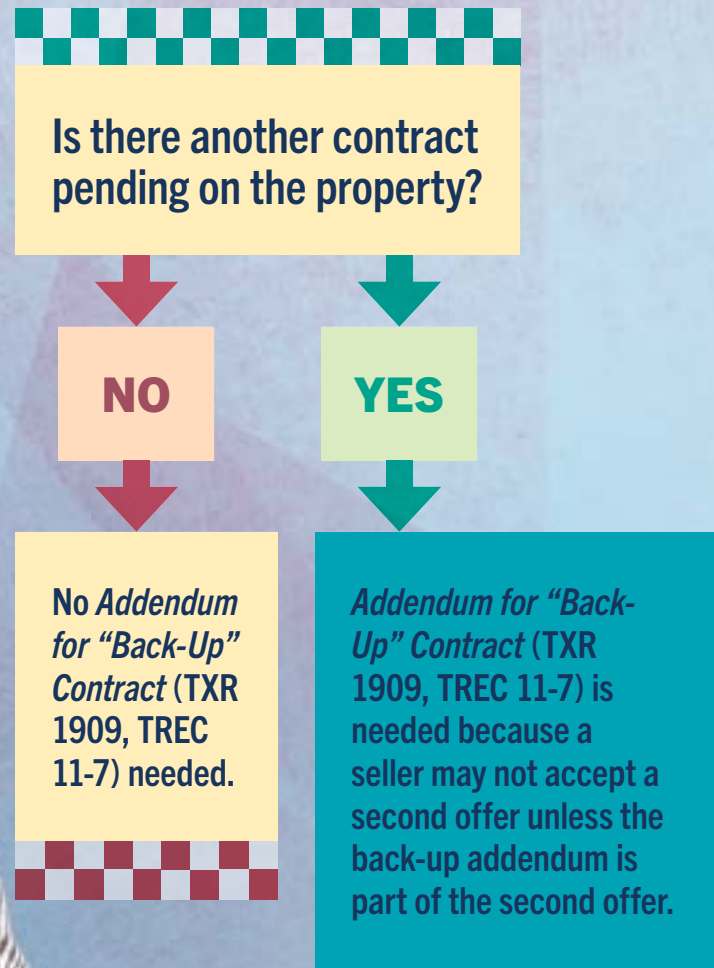 Is there another contract
pending on the property?
NO
YES
No Addendum
for “Back-Up”
Contract (TXR
1909, TREC
11-7) needed.
Addendum for “Back-
Up” Contract (TXR
1909, TREC 11-7) is
needed because a
seller may not accept a
second offer unless the
back-up addendum is
part of the second offer.